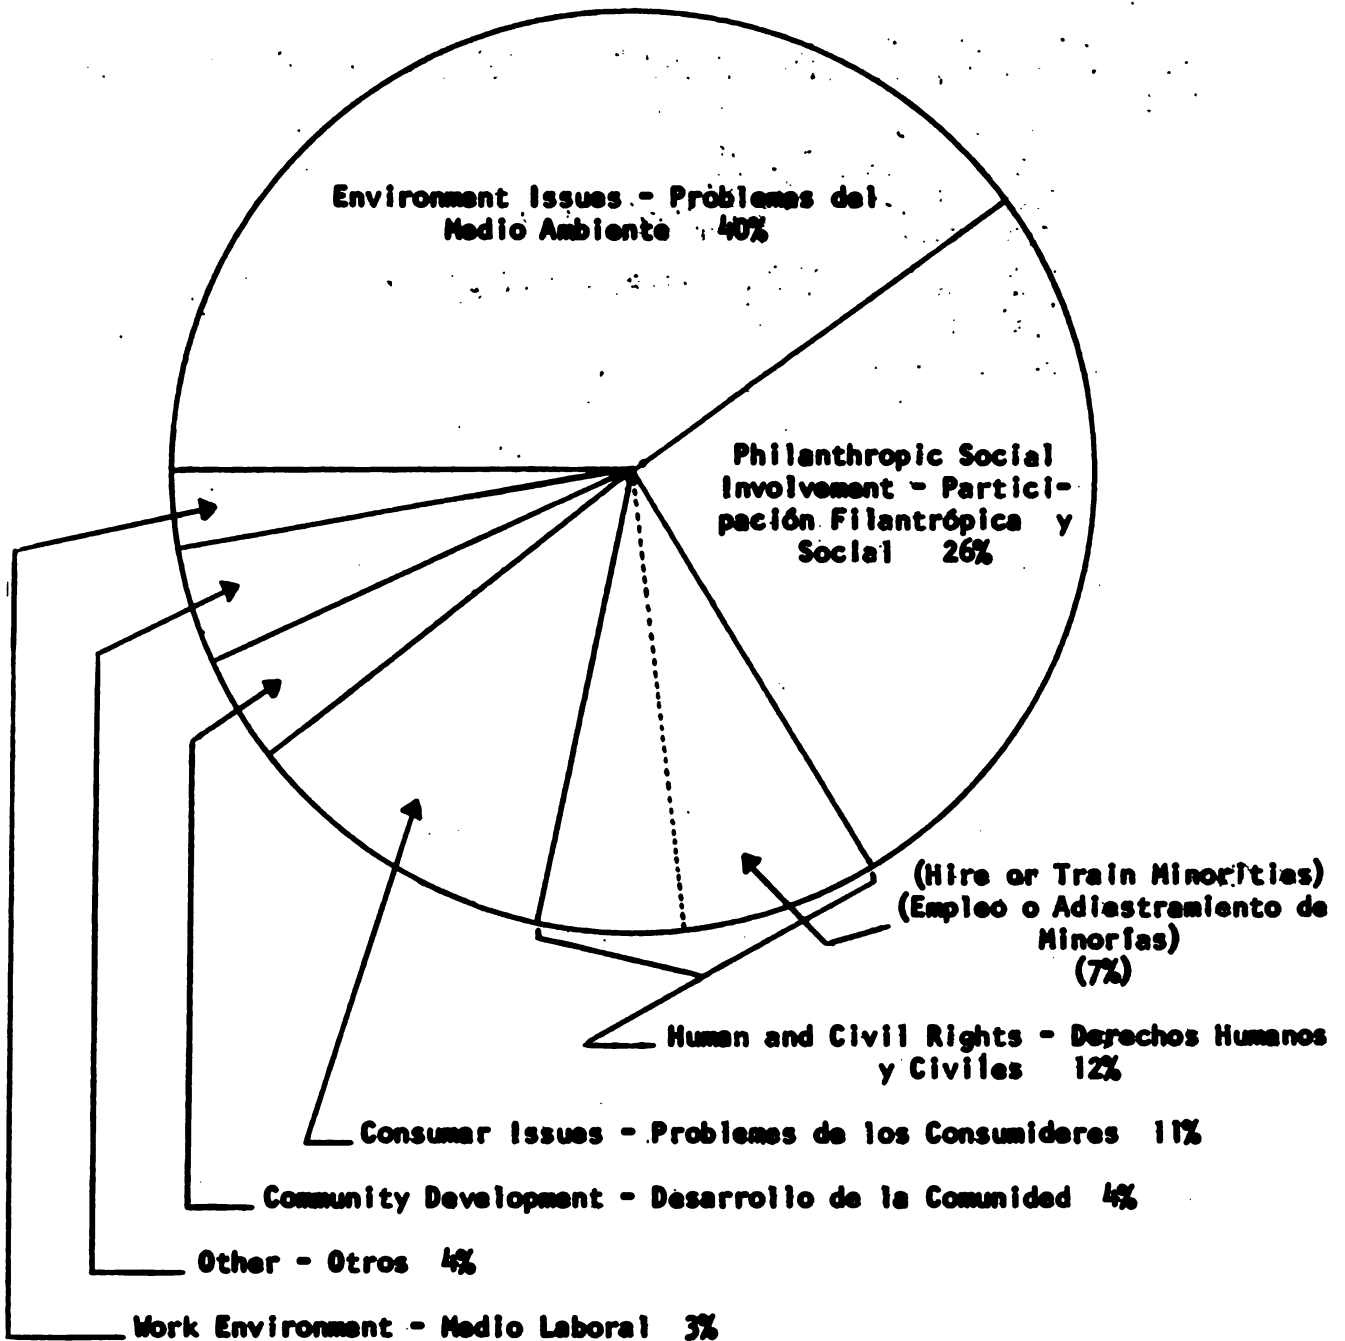 Environment Issues - Problemas del
Medio Ambiente 40%
Philanthropic Social
Involvement - Partici-
pación Filantrópica y
Social 26%
(Hire or Train Minorities)
(Empleo o Adiestramiento de
Minorías)
(7%)
Human and Civil Rights - Derechos Humanos
y Civiles 12%
Consumer Issues - Problemes de los Consumideres 11%
Community Development - Desarrollo de la Comunidad 4%
Other - Otros 4%
Work Environment - Medio Laboral 3%